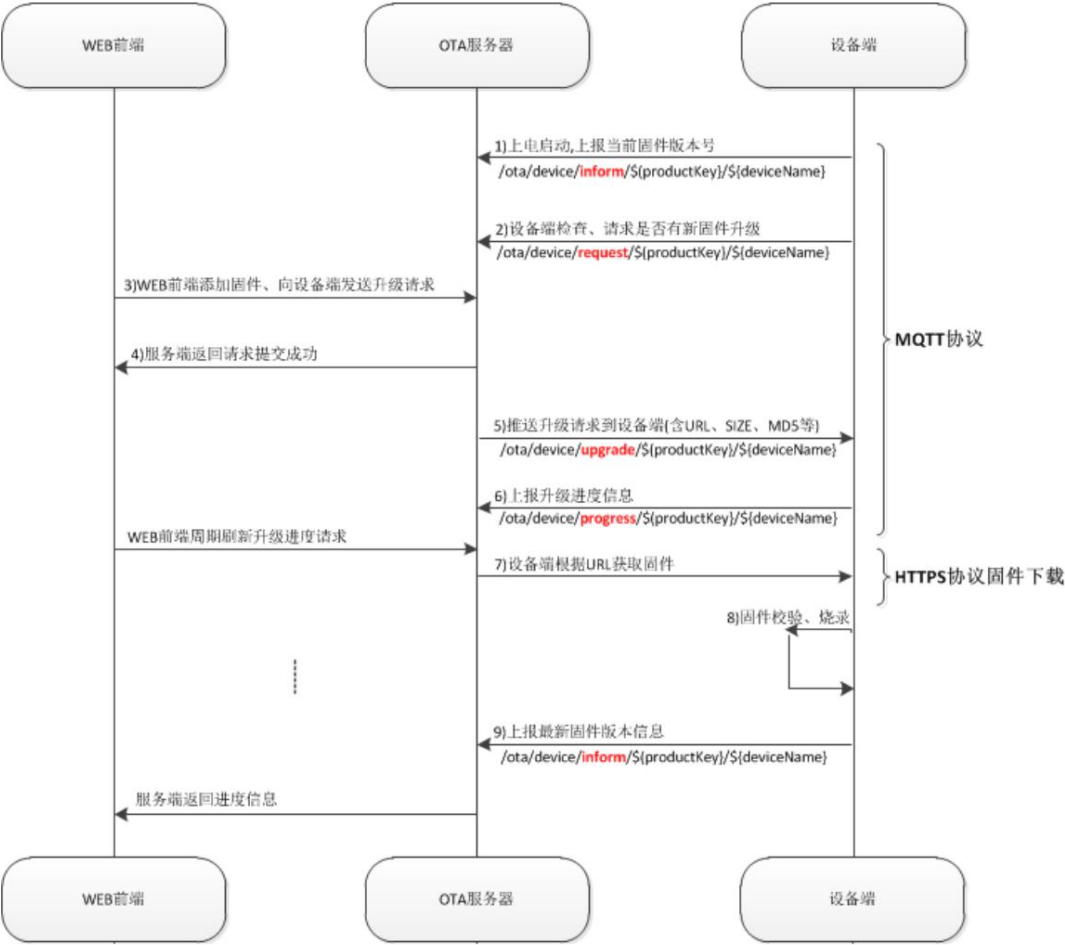 WEB前端
OTA服务器
设备端
1)上电启动,上报当前固件版本号
/ota/device/inform/${productKey}/${deviceName}
2)设备端检查、请求是否有新固件升级
/ota/device/request/${productKey}/${deviceName}
3)WEB前端添加固件、向设备端发送升级请求
MQTT协议
4)服务端返回请求提交成功
5)推送升级请求到设备端(含URL、SIZE、MD5等)
/ota/device/upgrade/${productKey}/${deviceName}
6)上报升级进度信息
/ota/device/progress/${productKey}/${deviceName}
WEB前端周期刷新升级进度请求
7)设备端根据URL获取固件
HTTPS协议固件下载
8)固件校验、烧录
9)上报最新固件版本信息
/ota/device/inform/${productKey}/${deviceName}
服务端返回进度信息
WEB前端
OTA服务器
设备端